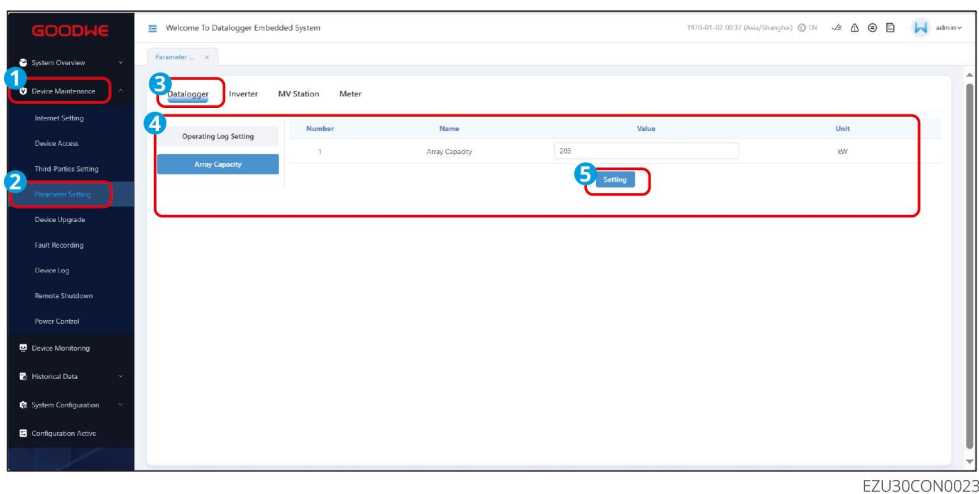 GOODWE
Welcome To Datalogger Embedded System
1970-01-02 00:37 (Asia/Shanghai) EN
admin
Parameter ... ×
System Overview
1
Device Maintenance
Internet Setting
Device Access
Third-Parties Setting
2
Parameter Setting
Device Upgrade
Fault Recording
Device Log
Remote Shutdown
Power Control
Device Monitoring
Historical Data
System Configuration
Configuration Active
3
Datalogger Inverter MV Station Meter
4
Operating Log Setting
Array Capacity
Number Name Value Unit
1 Array Capacity 205 kW
5
Setting
EZU30CON0023